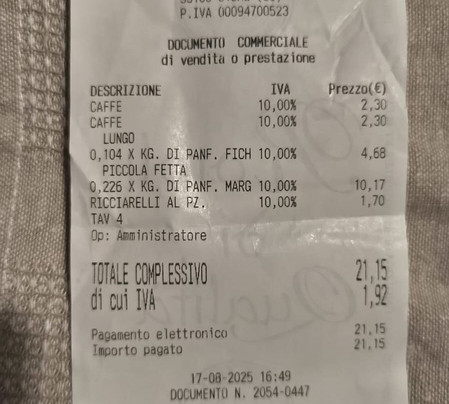 P.IVA 00094700523
DOCUMENTO COMMERCIALE
di vendita o prestazione
DESCRIZIONE IVA Prezzo(€)
CAFFE 10,00% 2,30
CAFFE 10,00% 2,30
LUNGO
0,104 X KG. DI PANF. FICH 10,00% 4,68
PICCOLA FETTA
0,226 X KG. DI PANF. MARG 10,00% 10,17
RICCIARELLI AL PZ. 10,00% 1,70
TAV 4
Op: Amministratore
TOTALE COMPLESSIVO 21,15
di cui IVA 1,92
Pagamento elettronico 21,15
Importo pagato 21,15
17-08-2025 16:49
DOCUMENTO N. 2054-0447